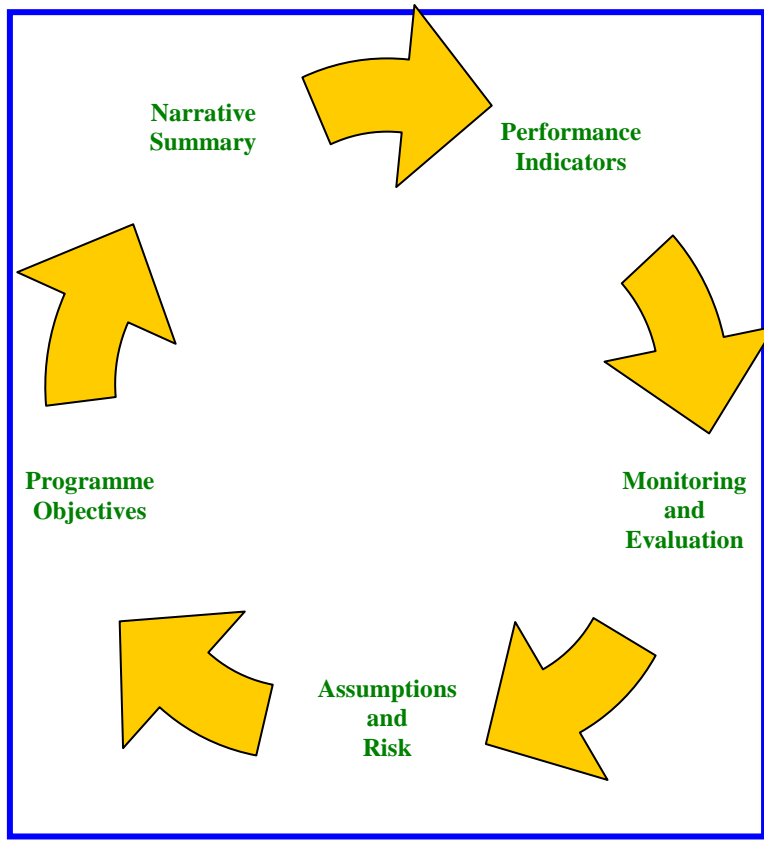 Narrative
Summary
Performance
Indicators
Programme
Objectives
Monitoring
and
Evaluation
Assumptions
and
Risk